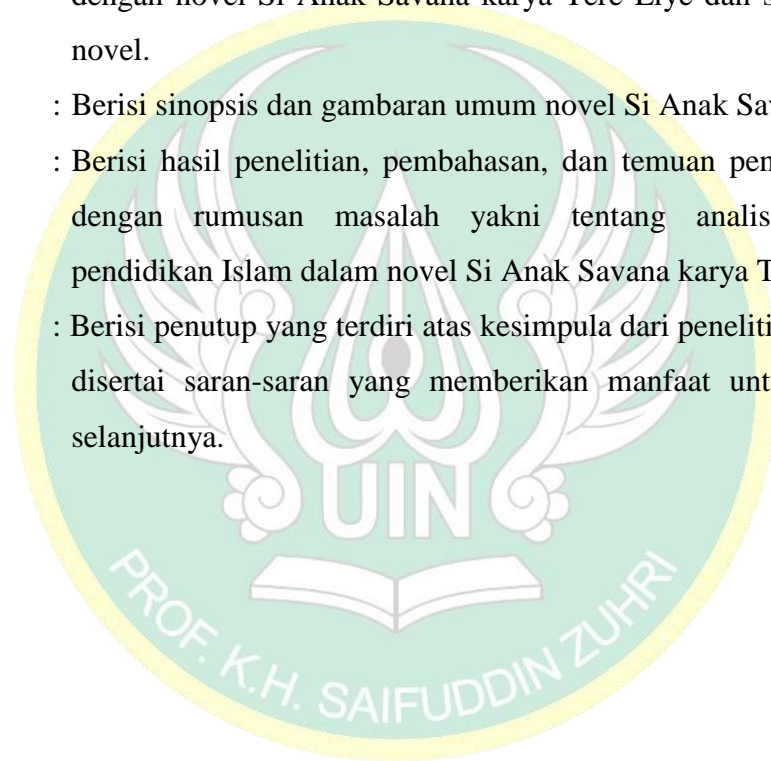 dengan novel Si Anak Savana karya Tere Liye dan s
novel.
: Berisi sinopsis dan gambaran umum novel Si Anak Sav
: Berisi hasil penelitian, pembahasan, dan temuan pen
dengan rumusan masalah yakni tentang analis
pendidikan Islam dalam novel Si Anak Savana karya T
: Berisi penutup yang terdiri atas kesimpula dari peneliti
disertai saran-saran yang memberikan manfaat unt
selanjutnya.
UIN
PROF. K.H. SAIFUDDIN ZUHRI